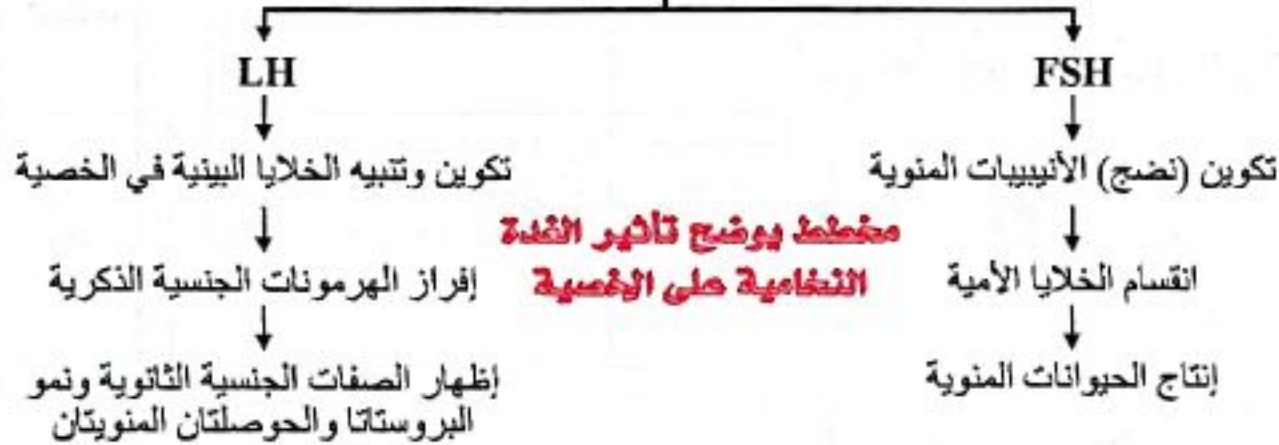 FSH
LH
تكوين (نضج) الأنيبيبات المنوية
تكوين وتنبيه الخلايا البينية في الخصية
مخطط يوضح تأثير الغدة
النخامية على الخصية
انقسام الخلايا الأمية
إفراز الهرمونات الجنسية الذكرية
إنتاج الحيوانات المنوية
إظهار الصفات الجنسية الثانوية ونمو
البروستاتا والحوصلتان المنويتان